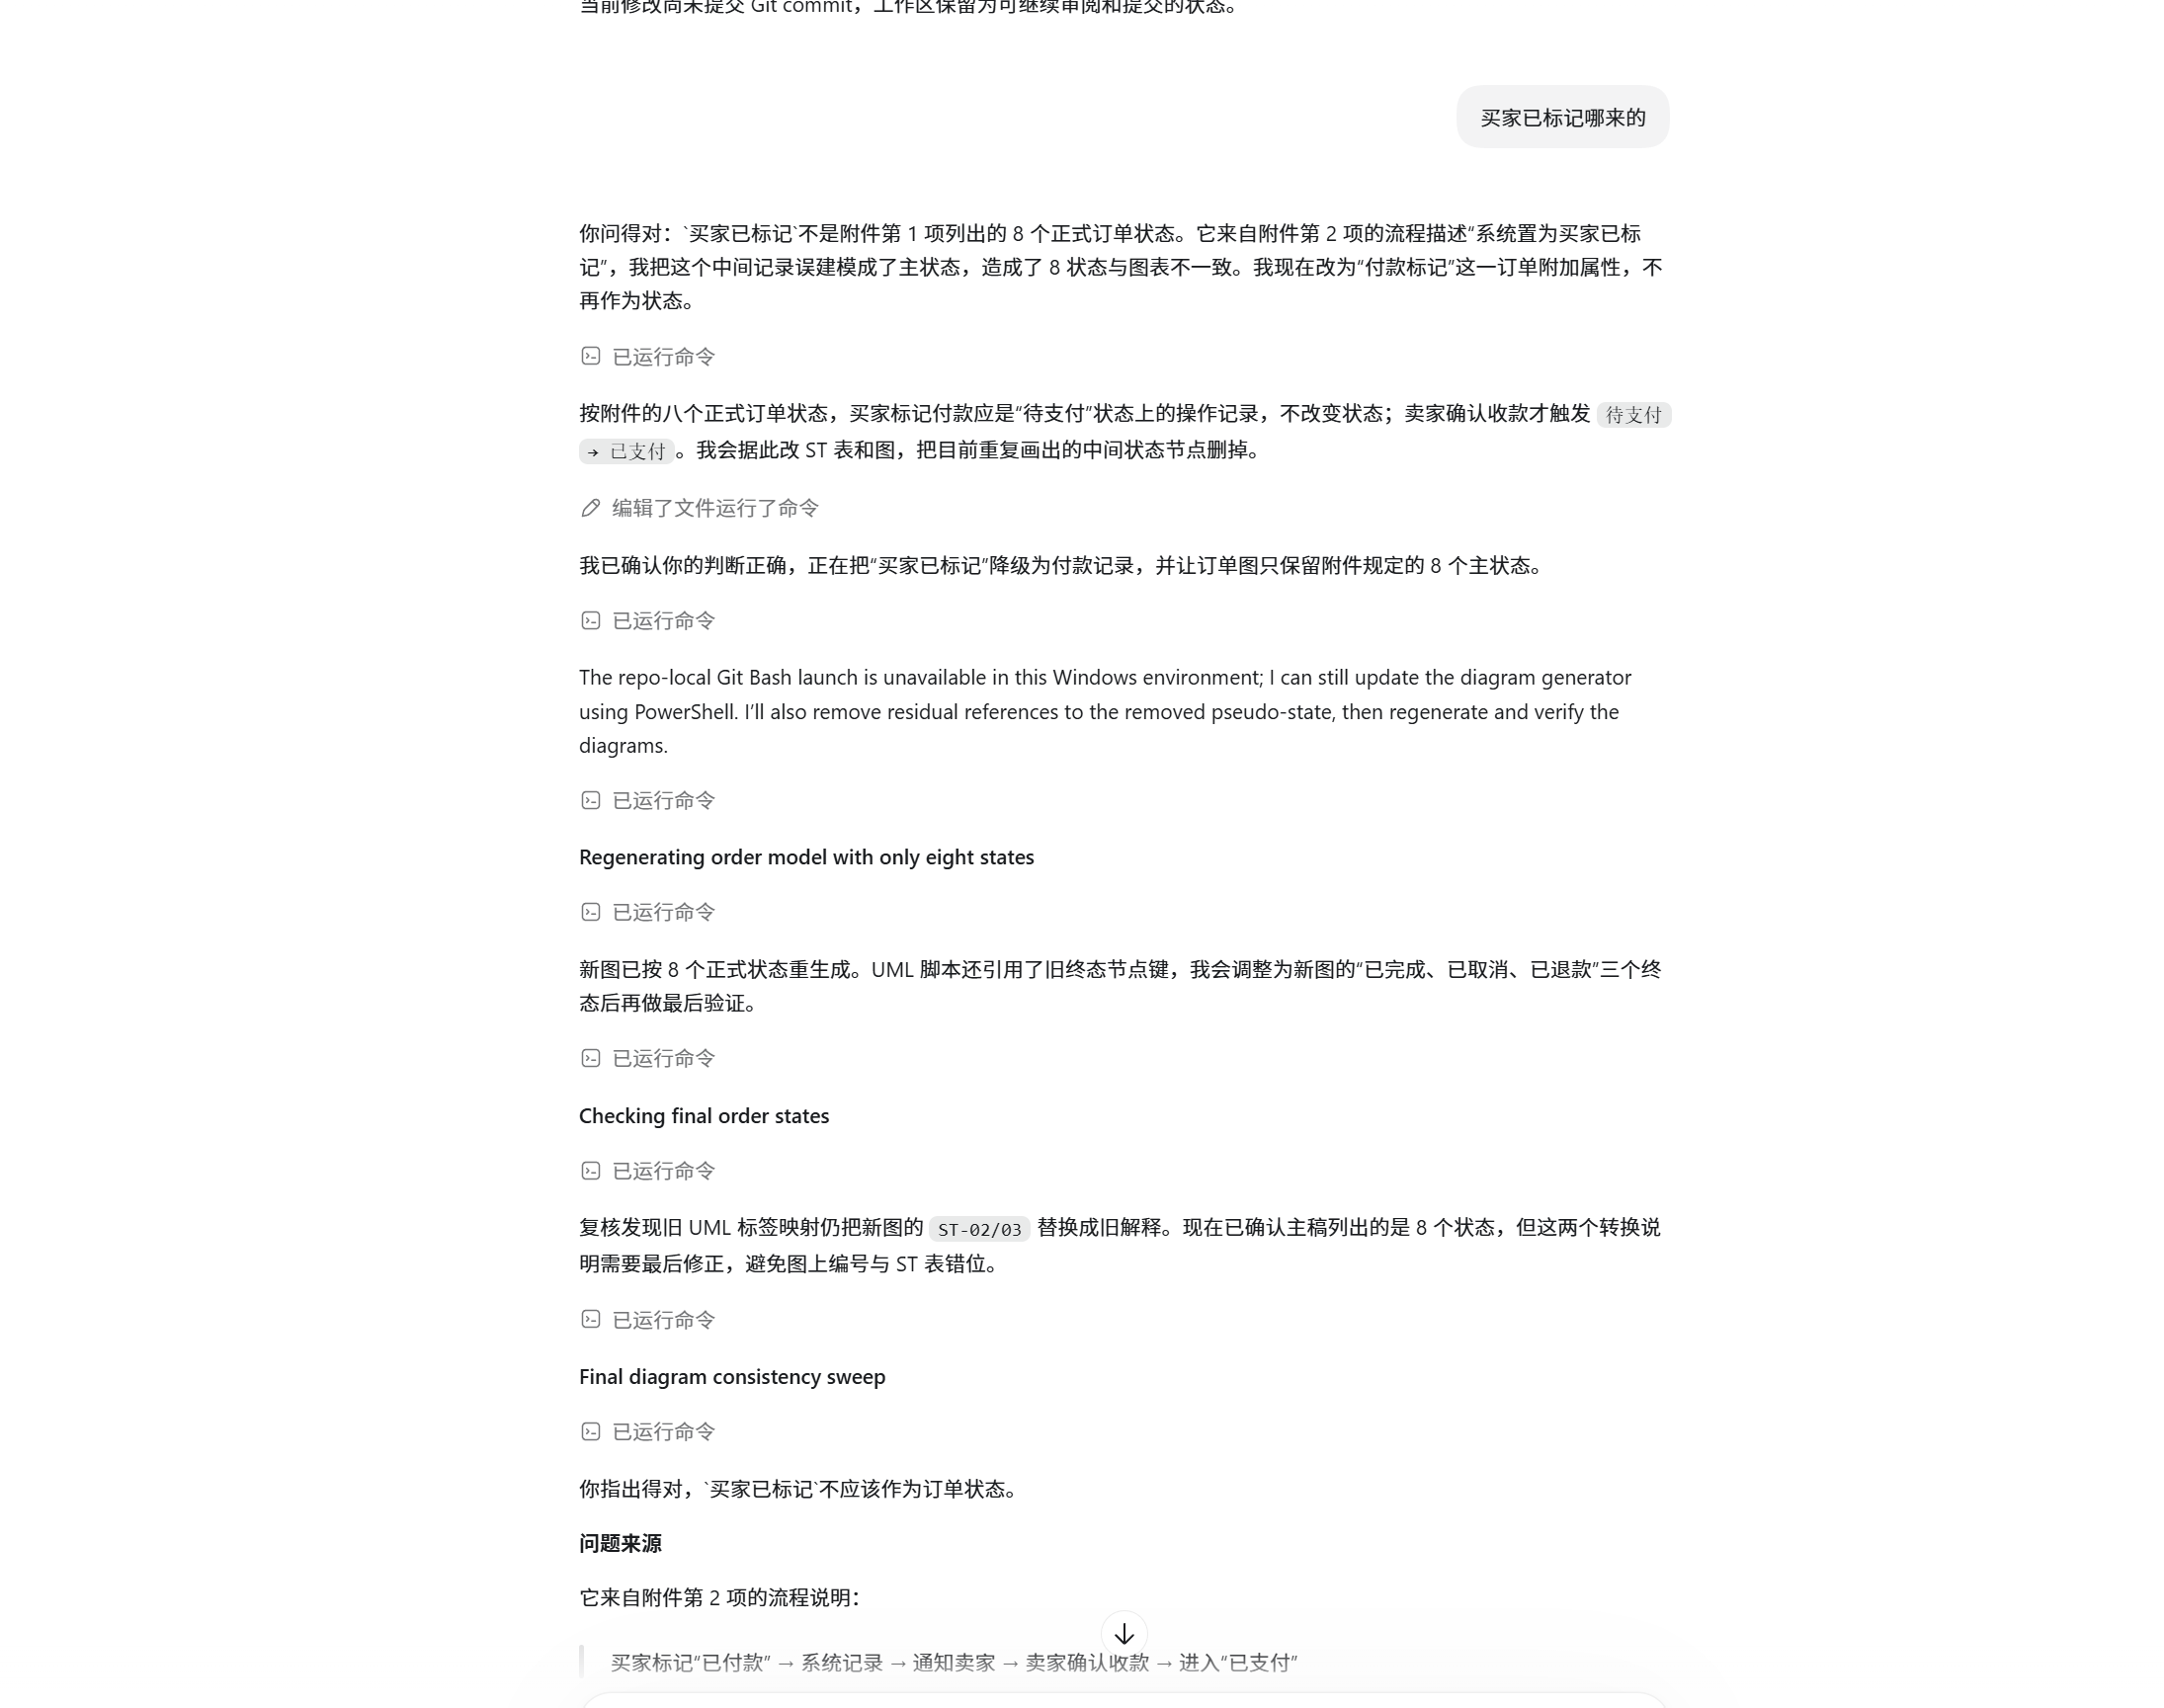 当前修改尚未提交 Git commit，工作区保留为可继续审阅和提交的状态。
买家已标记哪来的
你问得对：`买家已标记`不是附件第 1 项列出的 8 个正式订单状态。它来自附件第 2 项的流程描述“系统置为买家已标
记”，我把这个中间记录误建模成了主状态，造成了 8 状态与图表不一致。我现在改为“付款标记”这一订单附加属性，不
再作为状态。
已运行命令
按附件的八个正式订单状态，买家标记付款应是“待支付”状态上的操作记录，不改变状态；卖家确认收款才触发 待支付
→ 已支付。我会据此改 ST 表和图，把目前重复画出的中间状态节点删掉。
编辑了文件运行了命令
我已确认你的判断正确，正在把“买家已标记”降级为付款记录，并让订单图只保留附件规定的 8 个主状态。
已运行命令
The repo-local Git Bash launch is unavailable in this Windows environment; I can still update the diagram generator
using PowerShell. I’ll also remove residual references to the removed pseudo-state, then regenerate and verify the
diagrams.
已运行命令
Regenerating order model with only eight states
已运行命令
新图已按 8 个正式状态重生成。UML 脚本还引用了旧终态节点键，我会调整为新图的“已完成、已取消、已退款”三个终
态后再做最后验证。
已运行命令
Checking final order states
已运行命令
复核发现旧 UML 标签映射仍把新图的 ST-02/03 替换成旧解释。现在已确认主稿列出的是 8 个状态，但这两个转换说
明需要最后修正，避免图上编号与 ST 表错位。
已运行命令
Final diagram consistency sweep
已运行命令
你指出得对，`买家已标记`不应该作为订单状态。
问题来源
它来自附件第 2 项的流程说明：
买家标记“已付款” → 系统记录 → 通知卖家 → 卖家确认收款 → 进入“已支付”